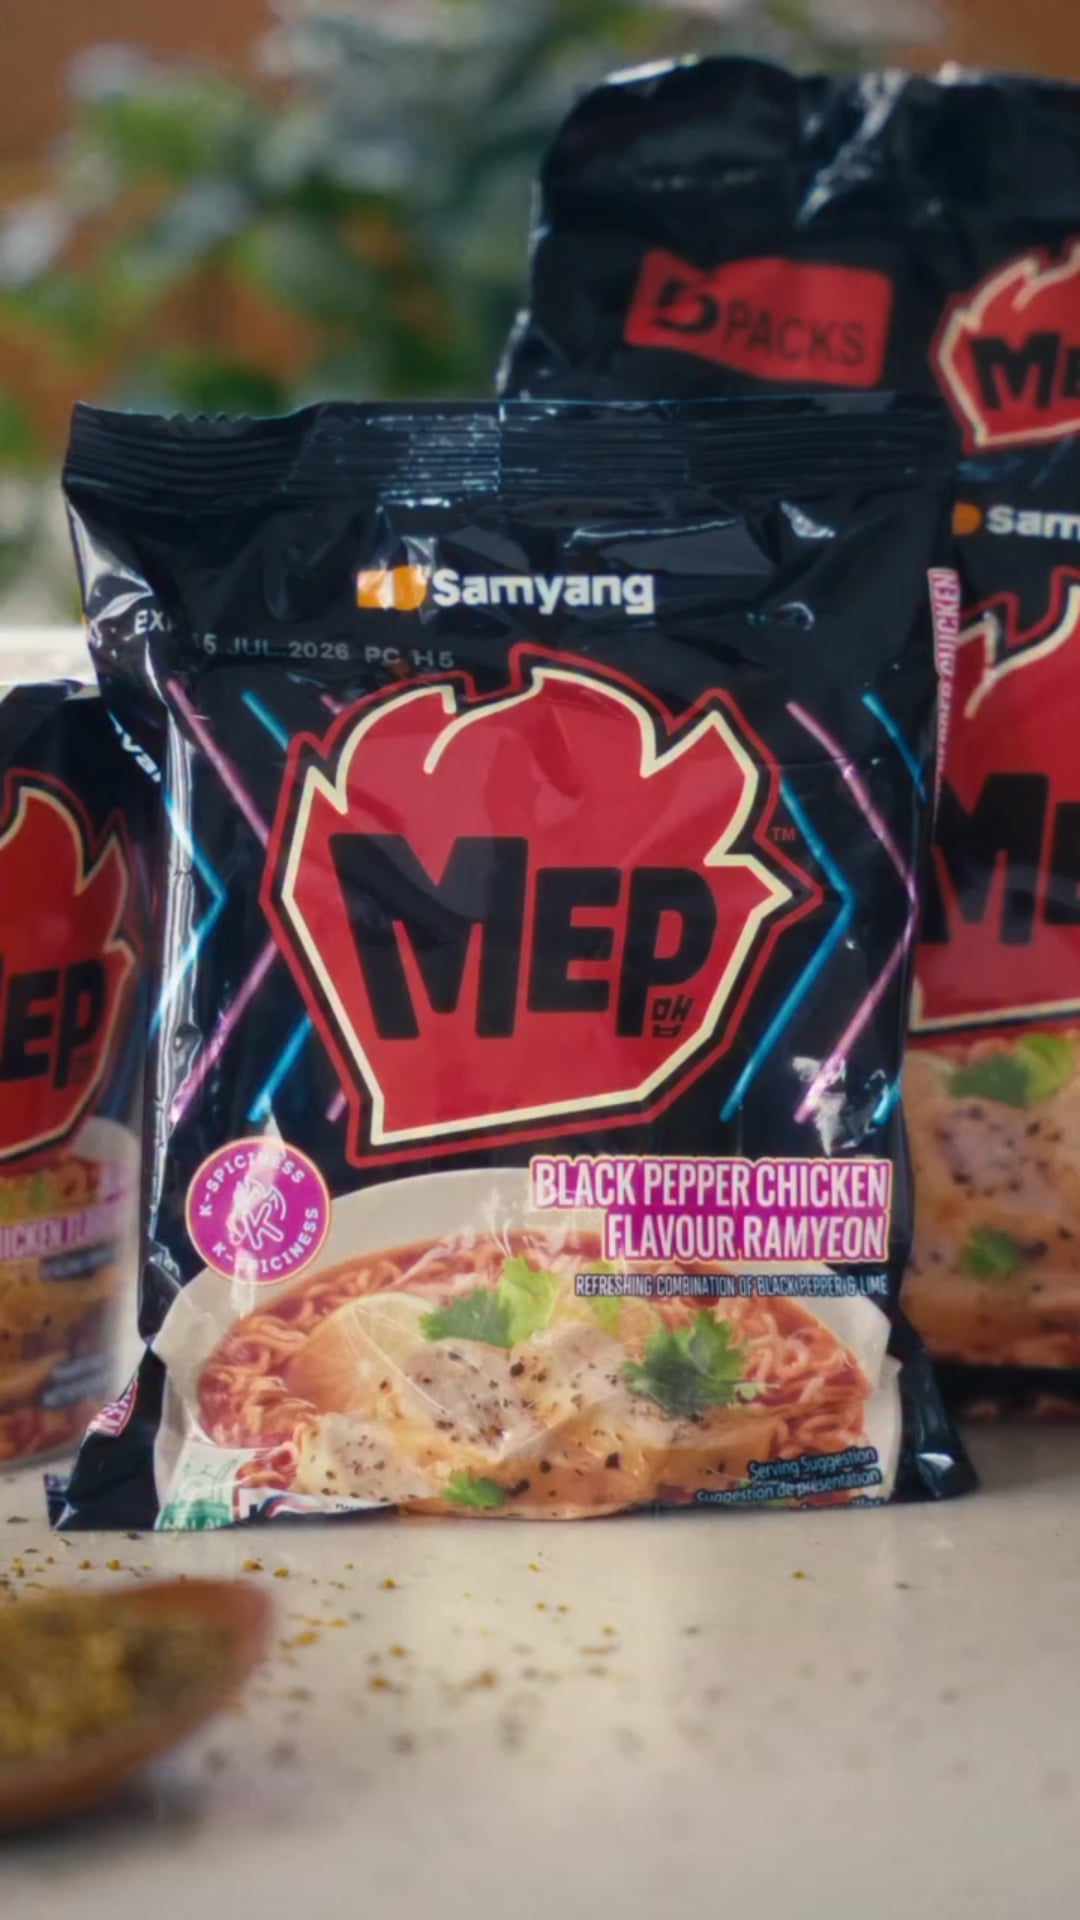 5 PACKS
MEP
Samyang
EXP 15 JUL 2026 PC H5
MEP
TM
맵
K-SPICINESS
K-SPICINESS
BLACK PEPPER CHICKEN
FLAVOUR RAMYEON
REFRESHING COMBINATION OF BLACK PEPPER & LIME
Serving Suggestion
Suggestion de présentation